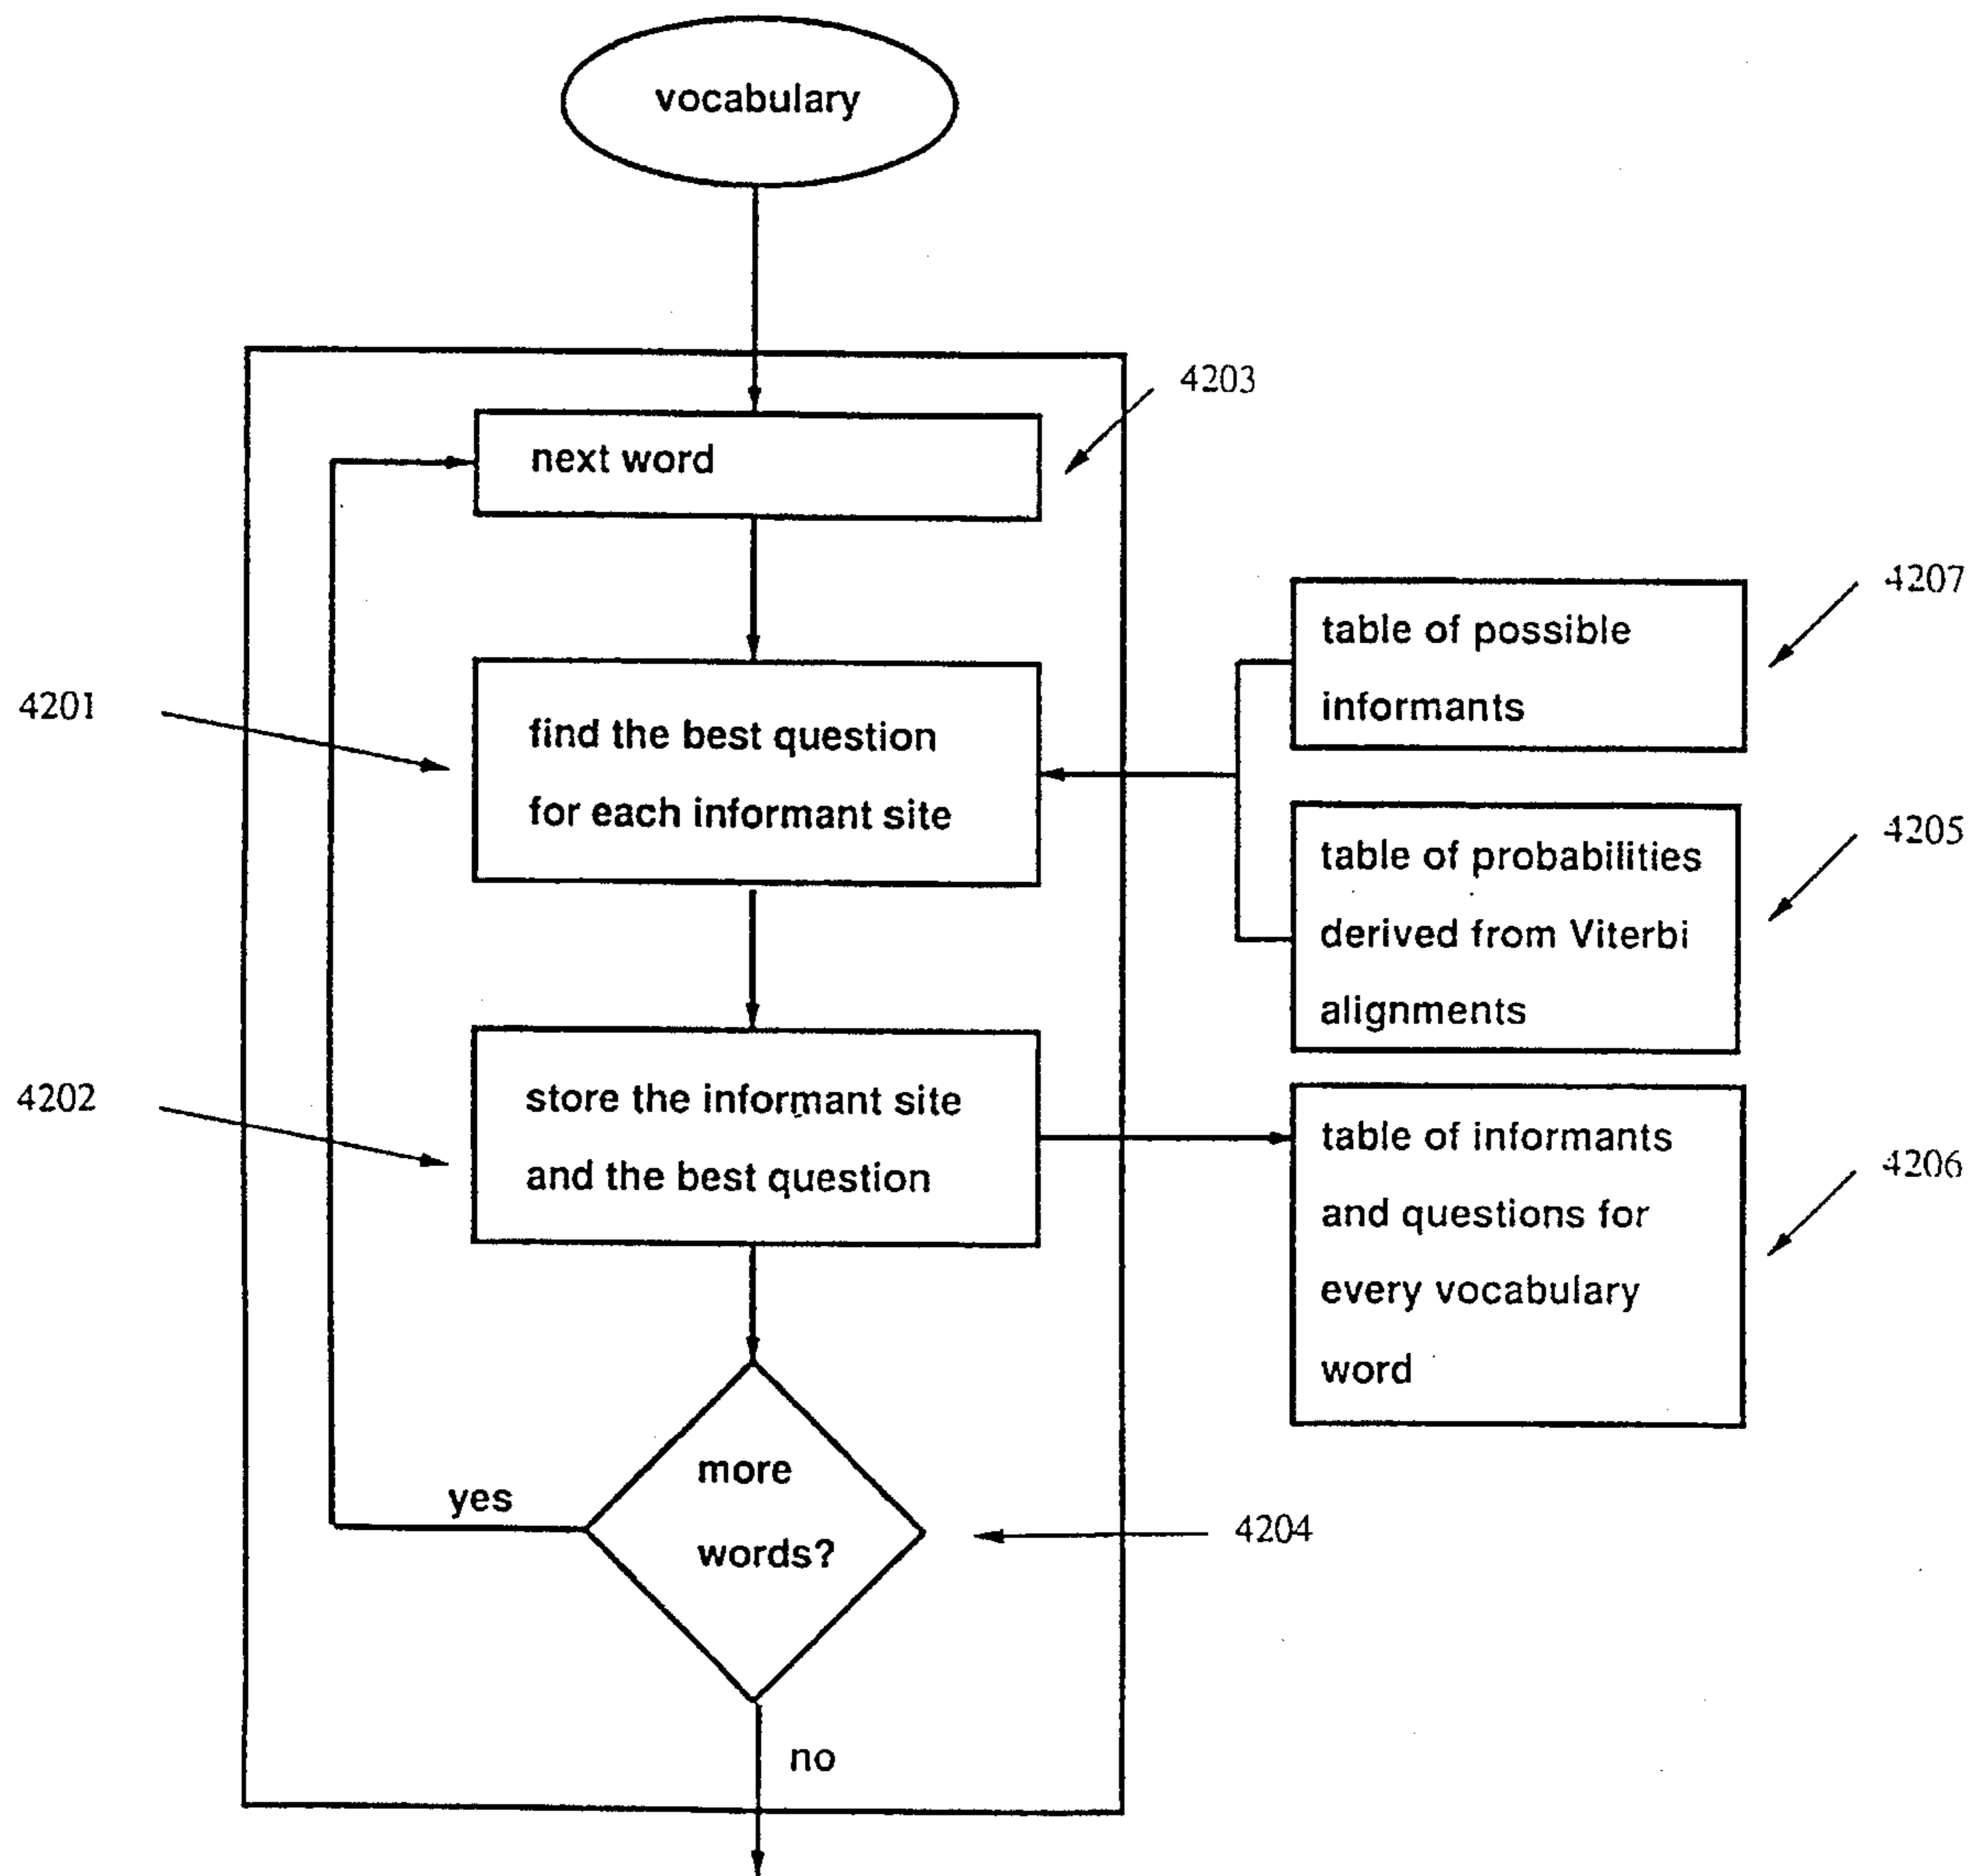 vocabulary
4203
next word
4207
table of possible
informants
4201
find the best question
for each informant site
4205
table of probabilities
derived from Viterbi
alignments
4202
store the informant site
and the best question
table of informants
and questions for
every vocabulary
word
4206
more
words?
yes
4204
no